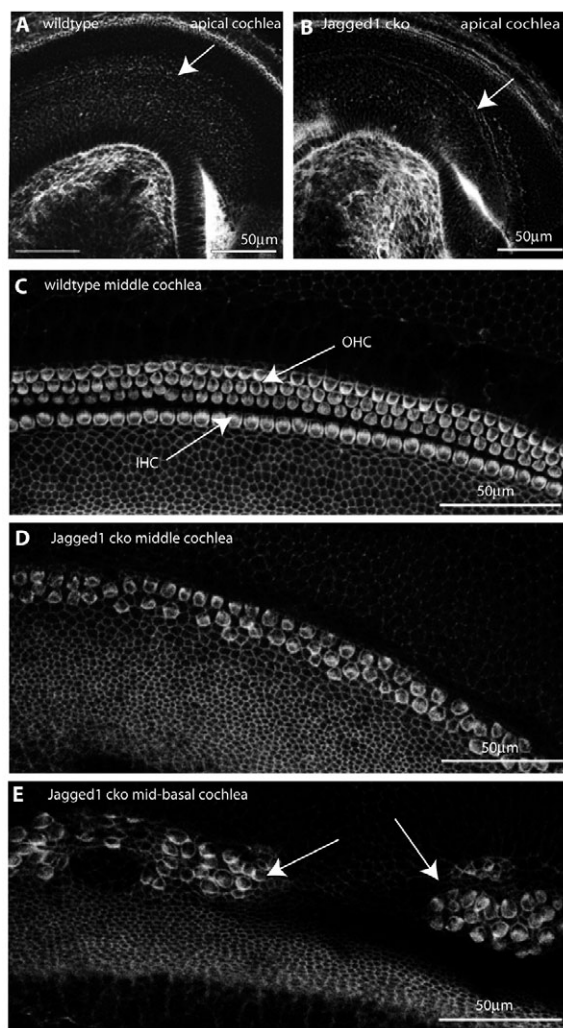 A wildtype apical cochlea
50μm
B Jagged1 cko apical cochlea
50μm
C wildtype middle cochlea
OHC
IHC
50μm
D Jagged1 cko middle cochlea
50μm
E Jagged1 cko mid-basal cochlea
50μm